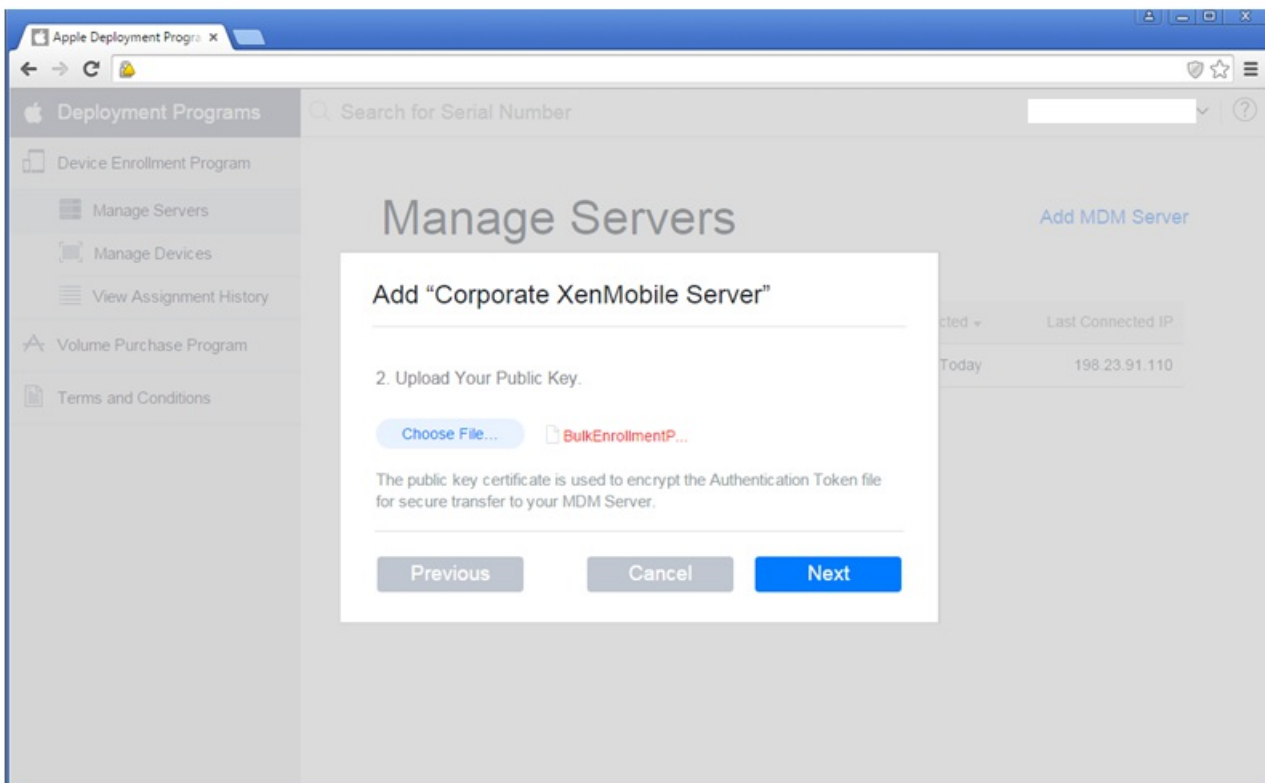 Apple Deployment Progra
Deployment Programs
Search for Serial Number
Device Enrollment Program
Manage Servers
Manage Devices
View Assignment History
Volume Purchase Program
Terms and Conditions
Manage Servers
Add MDM Server
cted
Last Connected IP
Today
198.23.91.110
Add “Corporate XenMobile Server”
2. Upload Your Public Key.
Choose File...
BulkEnrollmentP...
The public key certificate is used to encrypt the Authentication Token file
for secure transfer to your MDM Server.
Previous
Cancel
Next